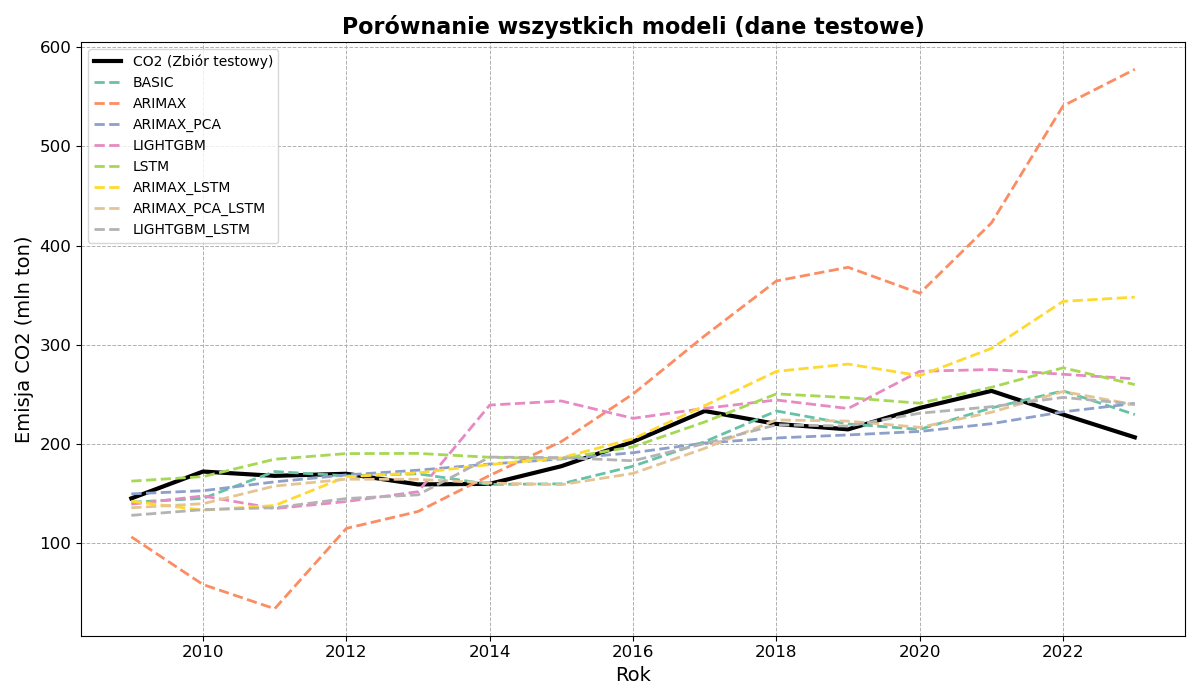 Porównanie wszystkich modeli (dane testowe)
600
500
400
300
200
100
Emisja CO2 (mln ton)
CO2 (Zbiór testowy)
BASIC
ARIMAX
ARIMAX_PCA
LIGHTGBM
LSTM
ARIMAX_LSTM
ARIMAX_PCA_LSTM
LIGHTGBM_LSTM
2010 2012 2014 2016 2018 2020 2022
Rok